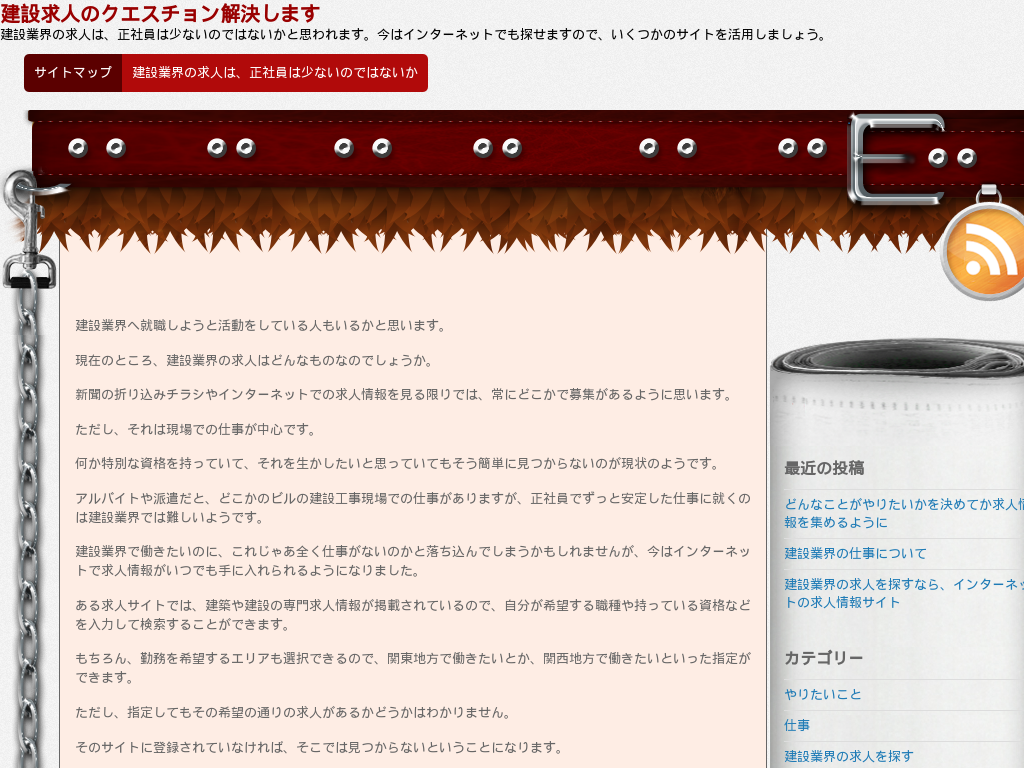 建設求人のクエスチョン解決します
建設業界の求人は、正社員は少ないのではないかと思われます。今はインターネットでも探せますので、いくつかのサイトを活用しましょう。
サイトマップ
建設業界の求人は、正社員は少ないのではないか
建設業界へ就職しようと活動をしている人もいるかと思います。
現在のところ、建設業界の求人はどんなものなのでしょうか。
新聞の折り込みチラシやインターネットでの求人情報を見る限りでは、常にどこかで募集があるように思います。
ただし、それは現場での仕事が中心です。
何か特別な資格を持っていて、それを生かしたいと思っていてもそう簡単に見つからないのが現状のようです。
アルバイトや派遣だと、どこかのビルの建設工事現場での仕事がありますが、正社員でずっと安定した仕事に就くの
は建設業界では難しいようです。
建設業界で働きたいのに、これじゃあ全く仕事がないのかと落ち込んでしまうかもしれませんが、今はインターネッ
トで求人情報がいつでも手に入れられるようになりました。
ある求人サイトでは、建築や建設の専門求人情報が掲載されているので、自分が希望する職種や持っている資格など
を入力して検索することができます。
もちろん、勤務を希望するエリアも選択できるので、関東地方で働きたいとか、関西地方で働きたいといった指定が
できます。
ただし、指定してもその希望の通りの求人があるかどうかはわかりません。
そのサイトに登録されていなければ、そこでは見つからないということになります。
最近の投稿
どんなことがやりたいかを決めてか求人情
報を集めるように
建設業界の仕事について
建設業界の求人を探すなら、インターネッ
トの求人情報サイト
カテゴリー
やりたいこと
仕事
建設業界の求人を探す